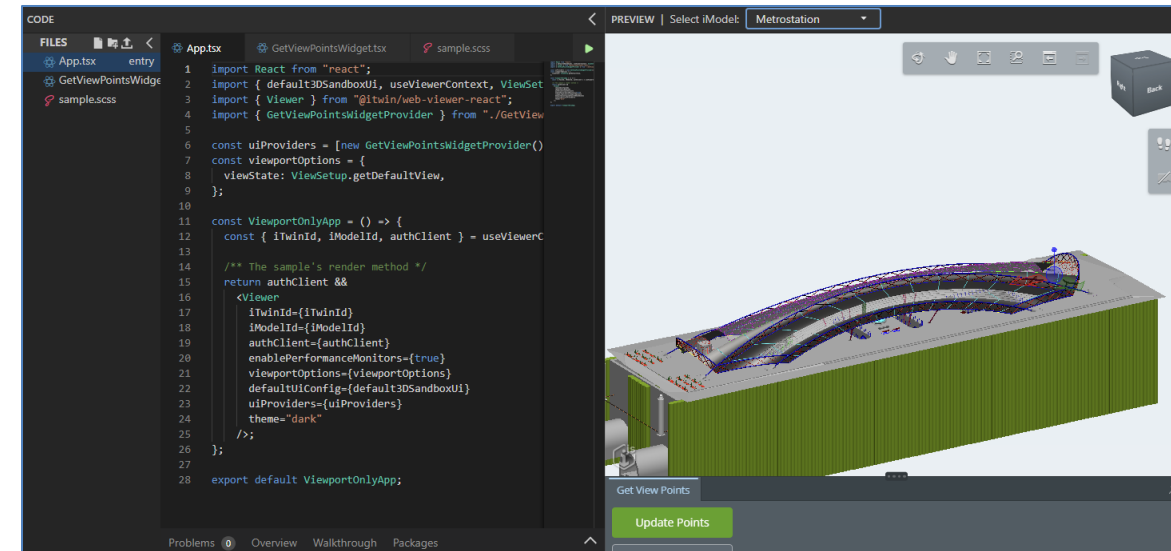 CODE
PREVIEW | Select iModel: Metrostation
FILES
App.tsx entry
GetViewPointsWidge
sample.scss
App.tsx GetViewPointsWidget.tsx sample.scss
1 import React from "react";
2 import { default3DSandboxUi, useViewerContext, ViewSet
3 import { Viewer } from "@itwin/web-viewer-react";
4 import { GetViewPointsWidgetProvider } from "./GetView
5
6 const uiProviders = [new GetViewPointsWidgetProvider()
7 const viewportOptions = {
8 viewState: ViewSetup.getDefaultView,
9 };
10
11 const ViewportOnlyApp = () => {
12 const { iTwinId, iModelId, authClient } = useViewerC
13
14 /** The sample's render method */
15 return authClient &&
16 <Viewer
17 iTwinId={iTwinId}
18 iModelId={iModelId}
19 authClient={authClient}
20 enablePerformanceMonitors={true}
21 viewportOptions={viewportOptions}
22 defaultUiConfig={default3DSandboxUi}
23 uiProviders={uiProviders}
24 theme="dark"
25 />;
26 };
27
28 export default ViewportOnlyApp;
Problems 0 Overview Walkthrough Packages
Right
Back
Get View Points
Update Points